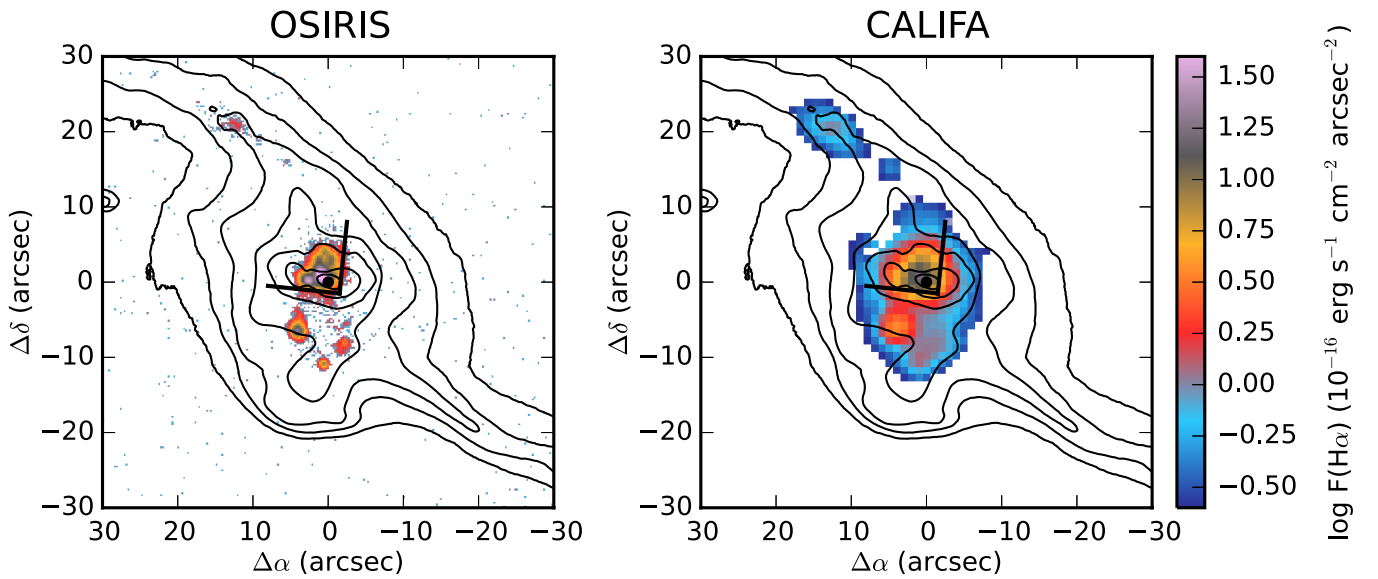 OSIRIS
CALIFA
30
20
10
0
−10
−20
−30
30 20 10 0 −10 −20 −30
Δδ (arcsec)
Δα (arcsec)
30
20
10
0
−10
−20
−30
30 20 10 0 −10 −20 −30
Δδ (arcsec)
Δα (arcsec)
1.50
1.25
1.00
0.75
0.50
0.25
0.00
−0.25
−0.50
log F(Hα) (10⁻¹⁶ erg s⁻¹ cm⁻² arcsec⁻²)